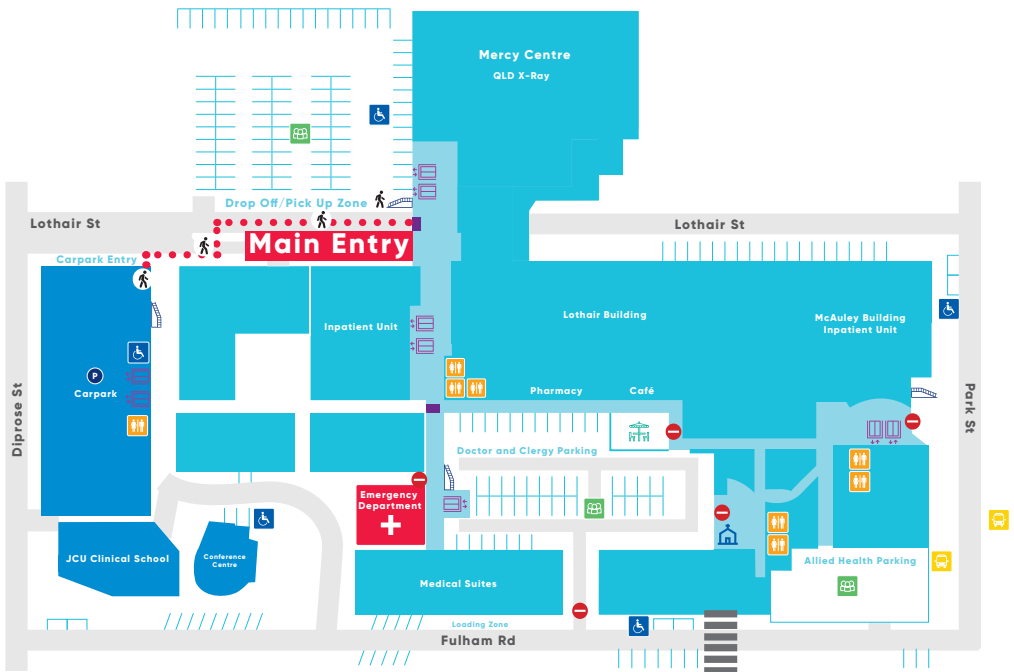 Mercy Centre
QLD X-Ray
Drop Off/Pick Up Zone
Lothair St
Lothair St
Main Entry
Carpark Entry
Inpatient Unit
Lothair Building
McAuley Building
Inpatient Unit
P
Carpark
Diprose St
Pharmacy
Café
Park St
Doctor and Clergy Parking
Emergency
Department
JCU Clinical School
Conference
Centre
Medical Suites
Allied Health Parking
Loading Zone
Fulham Rd